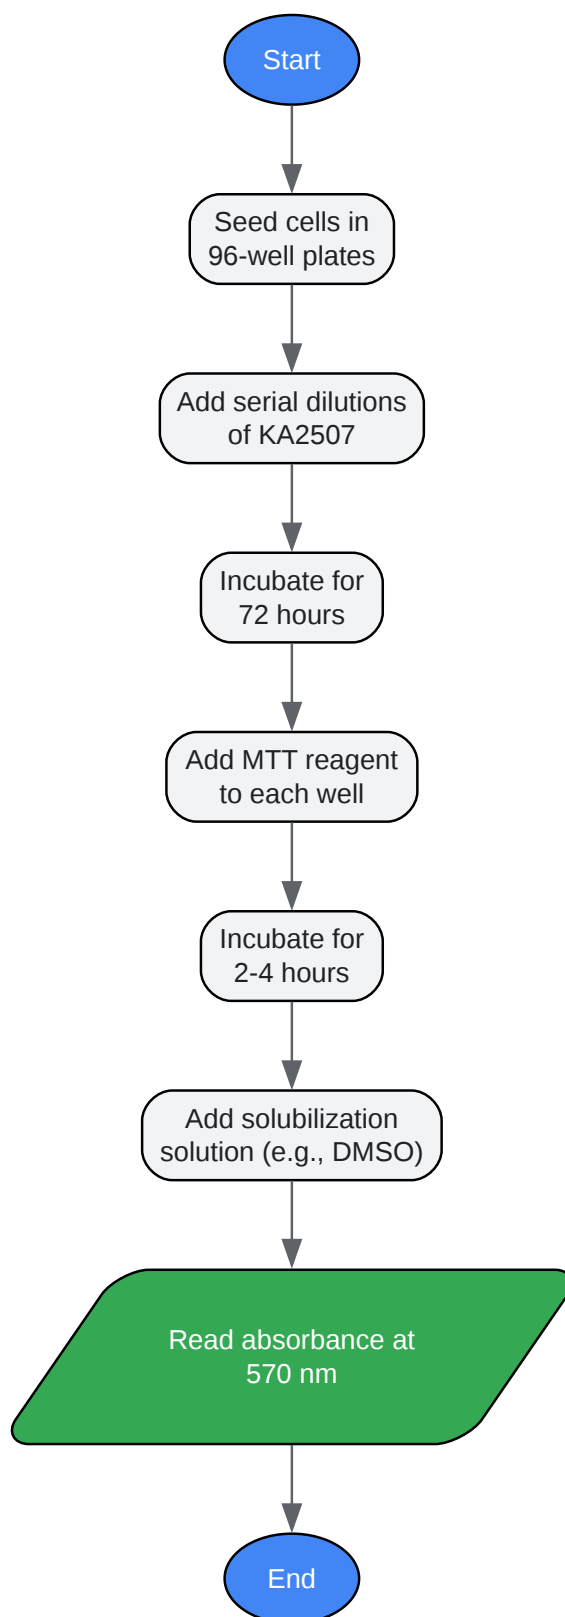 Start
Seed cells in
96-well plates
Add serial dilutions
of KA2507
Incubate for
72 hours
Add MTT reagent
to each well
Incubate for
2-4 hours
Add solubilization
solution (e.g., DMSO)
Read absorbance at
570 nm
End